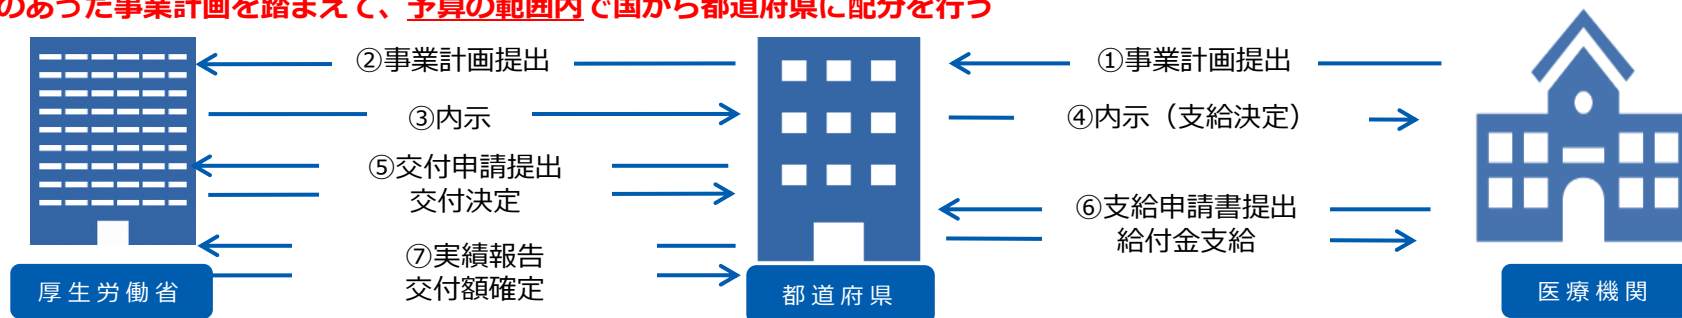 のあった事業計画を踏まえて、予算の範囲内で国から都道府県に配分を行う
②事業計画提出
①事業計画提出
③内示
④内示（支給決定）
⑤交付申請提出
交付決定
⑥支給申請書提出
給付金支給
⑦実績報告
交付額確定
厚生労働省
都道府県
医療機関